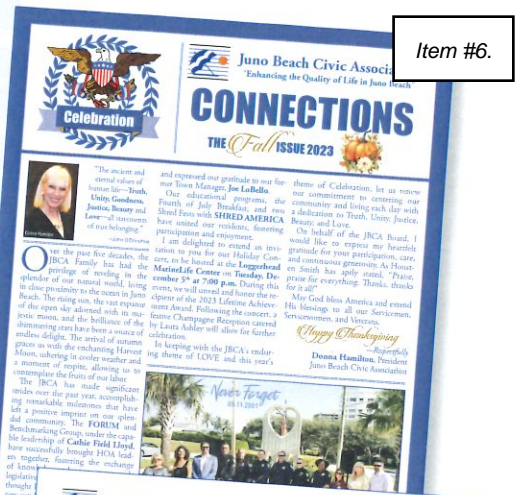 Item #6.
Juno Beach Civic Associa
"Enhancing the Quality of Life in Juno Beach"
CONNECTIONS
THE Fall ISSUE 2023
Celebration
"The ancient and
eternal values of
human life—Truth,
Unity, Goodness,
Justice, Beauty and
Love—all statements
of true belonging."
—John O'Donohue
Donna Hamilton
Over the past five decades, the
JBCA Family has had the
privilege of reveling in the
splendor of our natural world, living
in close proximity to the ocean in Juno
Beach. The rising sun, the vast expanse
of the open sky adorned with its ma-
jestic moon, and the brilliance of the
shimmering stars have been a source of
endless delight. The arrival of autumn
graces us with the enchanting Harvest
Moon, ushering in cooler weather and
a moment of respite, allowing us to
contemplate the fruits of our labor.
The JBCA has made significant
strides over the past year, accomplish-
ing remarkable milestones that have
left a positive imprint on our splen-
did community. The FORUM and
Benchmarking Group, under the capa-
ble leadership of Cathie Field Lloyd,
have successfully brought HOA lead-
ers together, fostering the exchange
of know
legislativ
thought
and expressed our gratitude to our for-
mer Town Manager, Joe LoBello.
Our educational programs, the
Fourth of July Breakfast, and two
Shred Fests with SHRED AMERICA
have united our residents, fostering
participation and enjoyment.
I am delighted to extend an invi-
tation to you for our Holiday Con-
cert, to be hosted at the Loggerhead
MarineLife Center on Tuesday, De-
cember 5th at 7:00 p.m. During this
event, we will unveil and honor the re-
cipient of the 2023 Lifetime Achieve-
ment Award. Following the concert, a
festive Champagne Reception catered
by Laura Ashley will allow for further
celebration.
In keeping with the JBCA's endur-
ing theme of LOVE and this year's
theme of Celebration, let us renew
our commitment to centering our
community and living each day with
a dedication to Truth, Unity, Justice,
Beauty, and Love.
On behalf of the JBCA Board, I
would like to express my heartfelt
gratitude for your participation, care,
and continuous generosity. As Hous-
en Smith has aptly stated, "Praise,
praise for everything. Thanks, thanks
for it all!"
May God bless America and extend
His blessings to all our Servicemen,
Servicewomen, and Veterans.
Happy Thanksgiving
—Respectfully
Donna Hamilton, President
Juno Beach Civic Association
Never Forget
09.11.2001